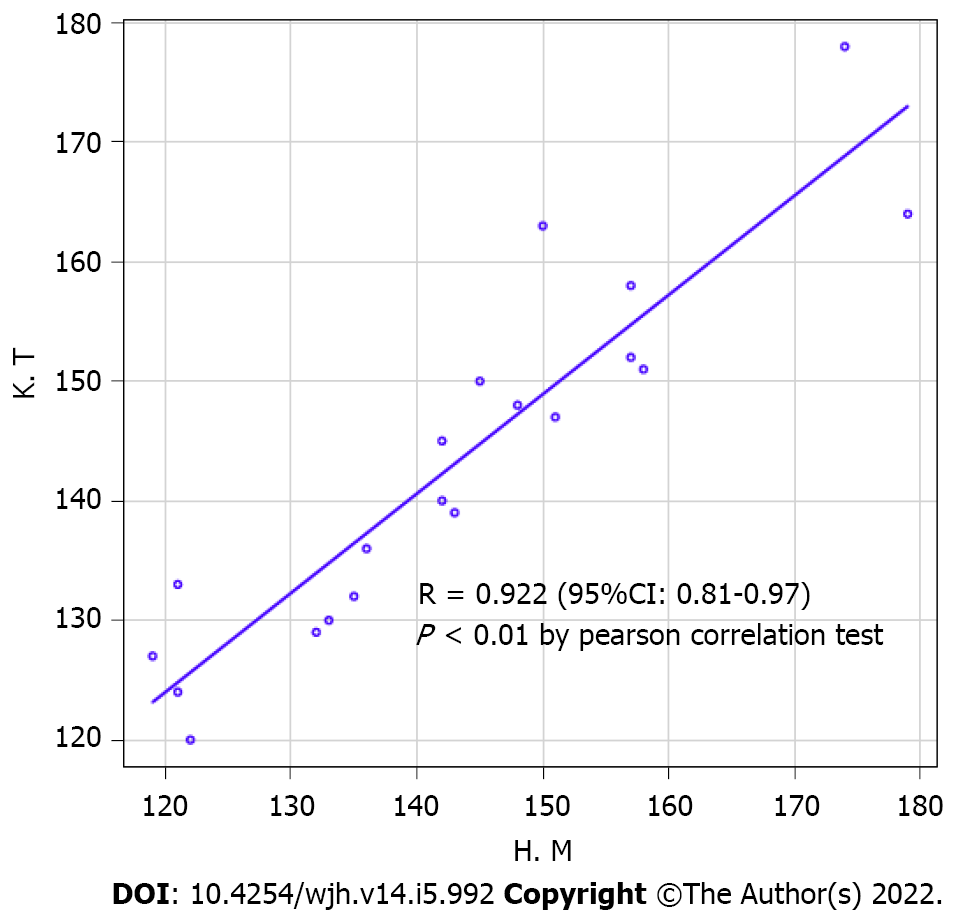 180
170
160
150
140
130
120
K. T
R = 0.922 (95%CI: 0.81-0.97)
P < 0.01 by pearson correlation test
120 130 140 150 160 170 180
H. M
DOI: 10.4254/wjh.v14.i5.992 Copyright ©The Author(s) 2022.